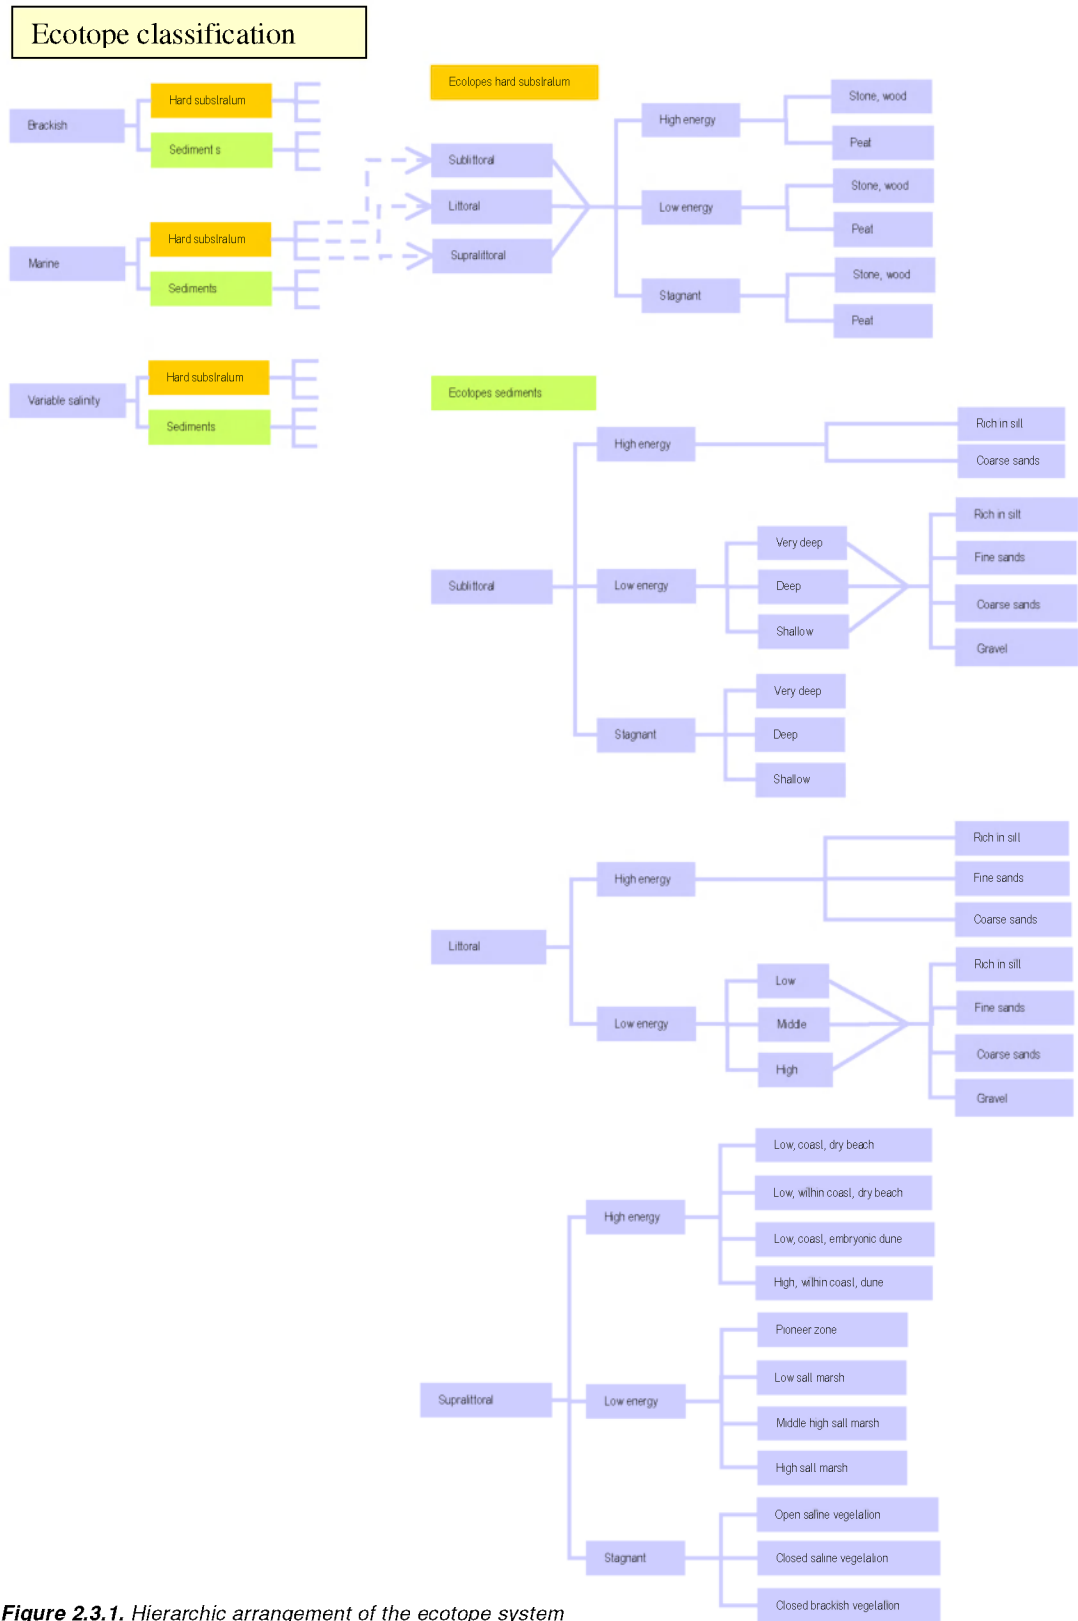 Ecotope classification
Brackish
Hard substratum
Sediment s
Marine
Hard substratum
Sediments
Variable salinity
Hard substratum
Sediments
Ecotopes hard substratum
Sublittoral
Littoral
Supralittoral
High energy
Stone, wood
Peat
Low energy
Stone, wood
Peat
Stagnant
Stone, wood
Peat
Ecotopes sediments
Sublittoral
High energy
Rich in silt
Coarse sands
Low energy
Very deep
Deep
Shallow
Rich in silt
Fine sands
Coarse sands
Gravel
Stagnant
Very deep
Deep
Shallow
Littoral
High energy
Rich in silt
Fine sands
Coarse sands
Low energy
Low
Middle
High
Rich in silt
Fine sands
Coarse sands
Gravel
Supralittoral
High energy
Low, coast, dry beach
Low, within coast, dry beach
Low, coast, embryonic dune
High, within coast, dune
Low energy
Pioneer zone
Low salt marsh
Middle high salt marsh
High salt marsh
Stagnant
Open saline vegetation
Closed saline vegetation
Closed brackish vegetation
Figure 2.3.1. Hierarchic arrangement of the ecotope system